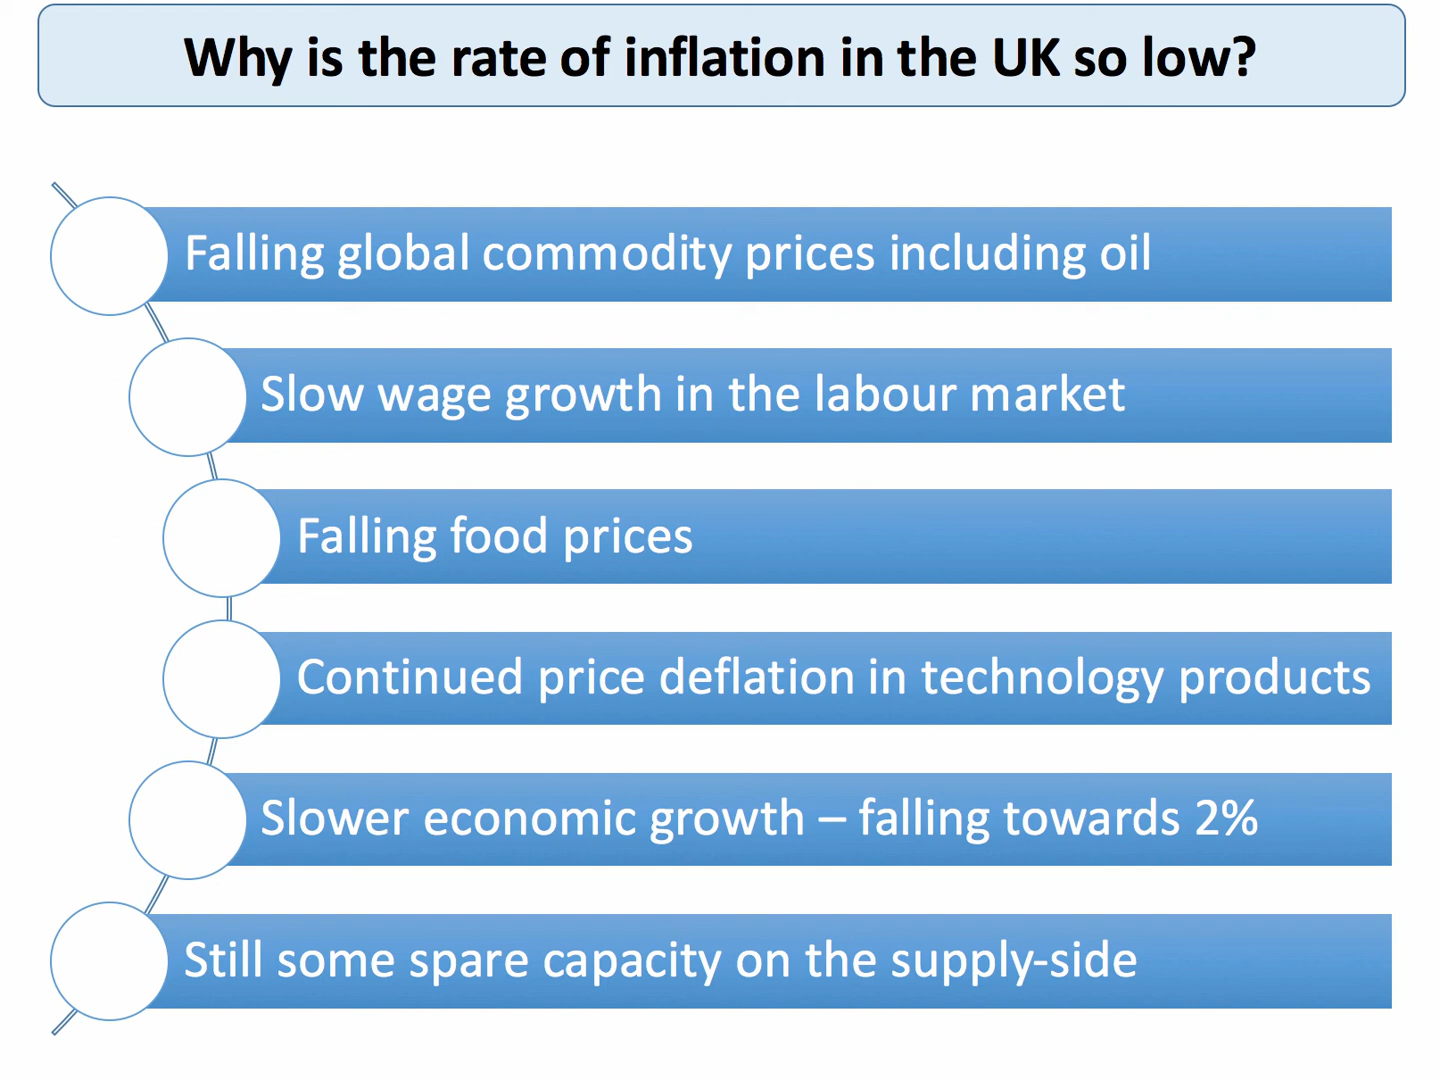 Why is the rate of inflation in the UK so low?
Falling global commodity prices including oil
Slow wage growth in the labour market
Falling food prices
Continued price deflation in technology products
Slower economic growth – falling towards 2%
Still some spare capacity on the supply-side